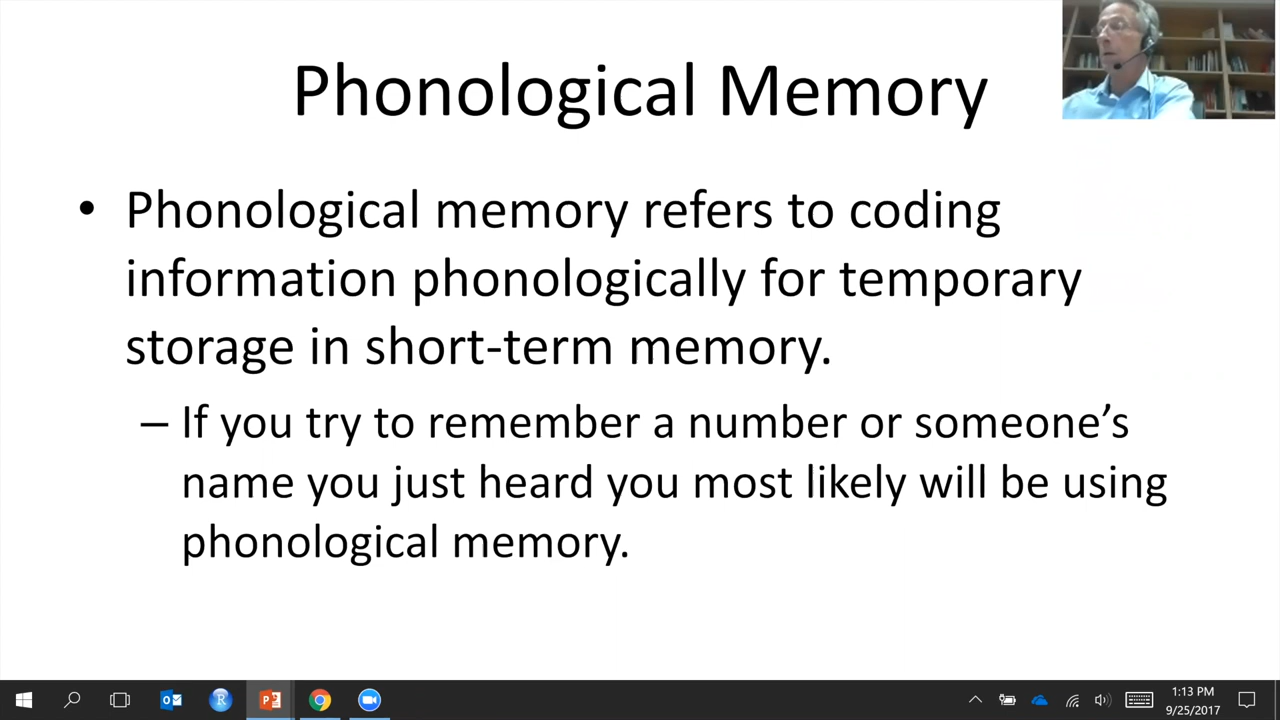 Phonological Memory
• Phonological memory refers to coding
information phonologically for temporary
storage in short-term memory.
– If you try to remember a number or someone’s
name you just heard you most likely will be using
phonological memory.
1:13 PM
9/25/2017